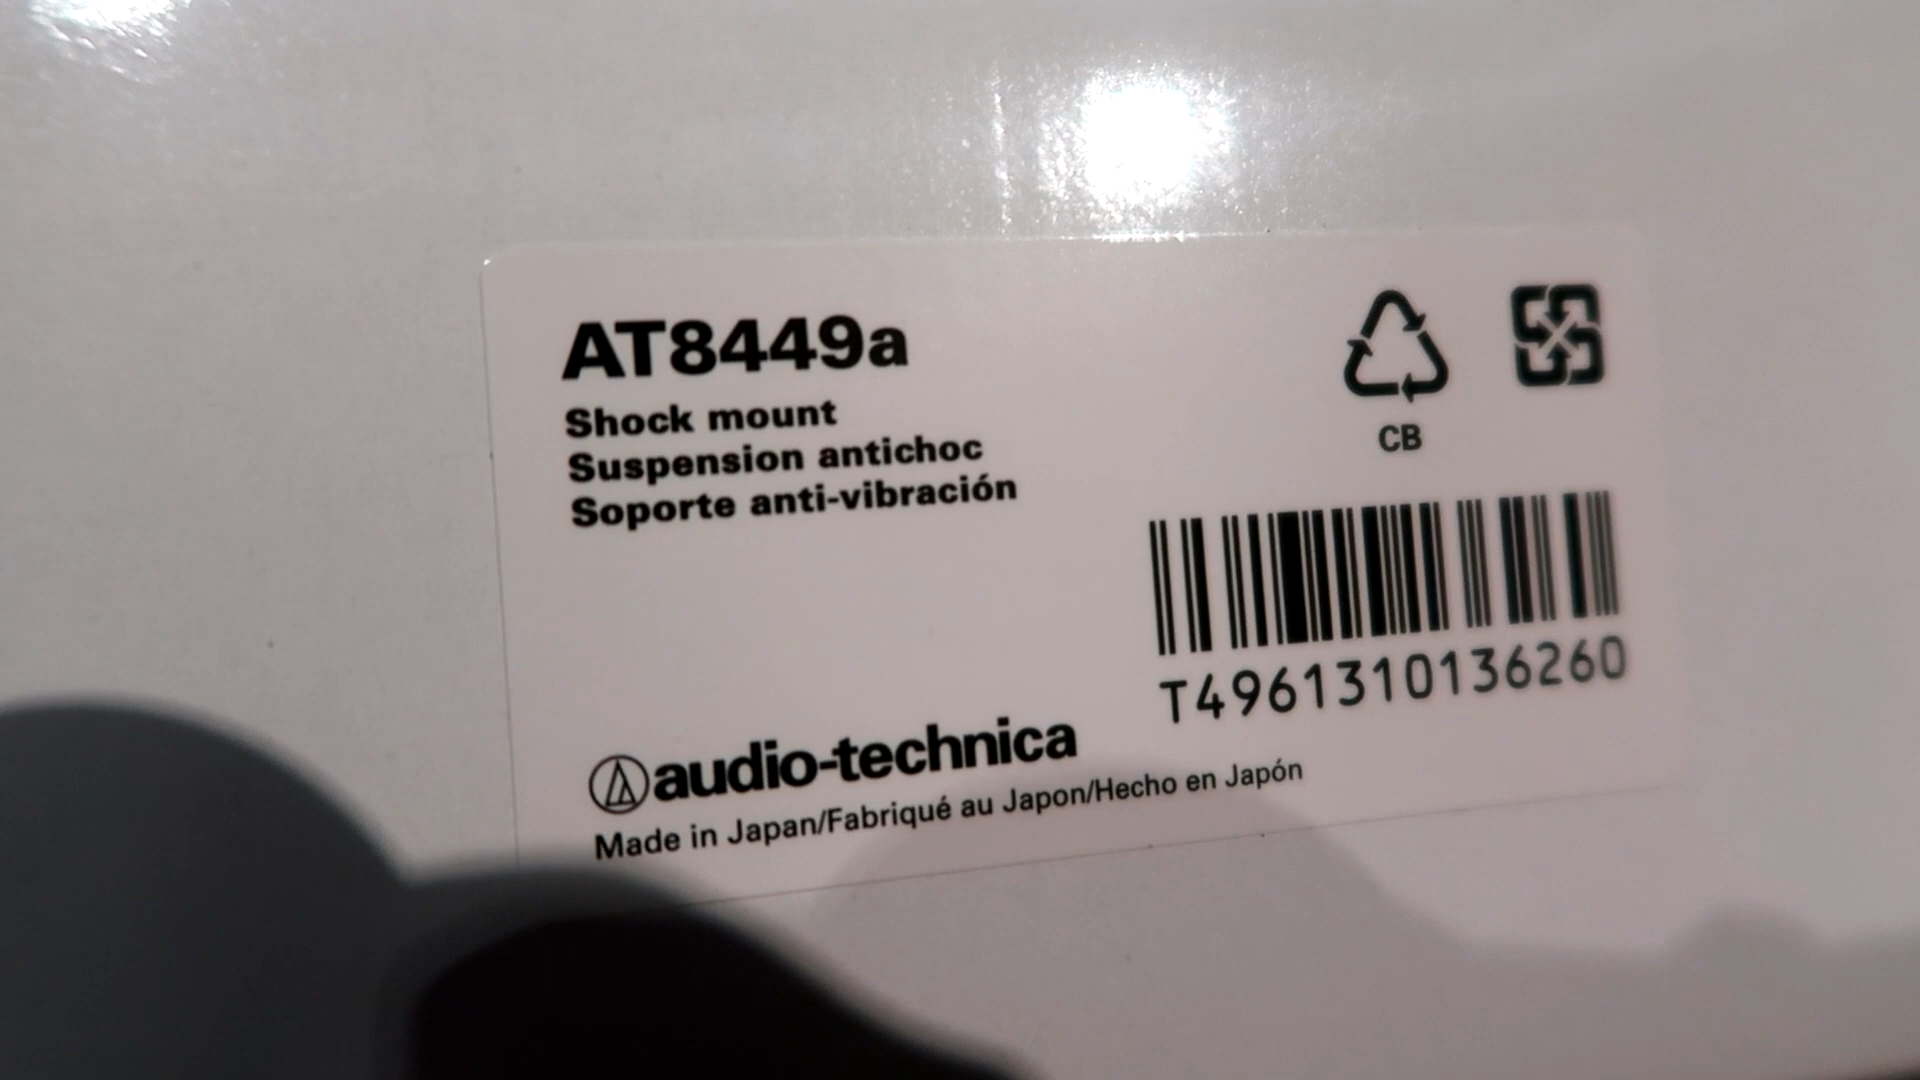 AT8449a
Shock mount
Suspension antichoc
Soporte anti-vibración
CB
T4961310136260
audio-technica
Made in Japan/Fabriqué au Japon/Hecho en Japón